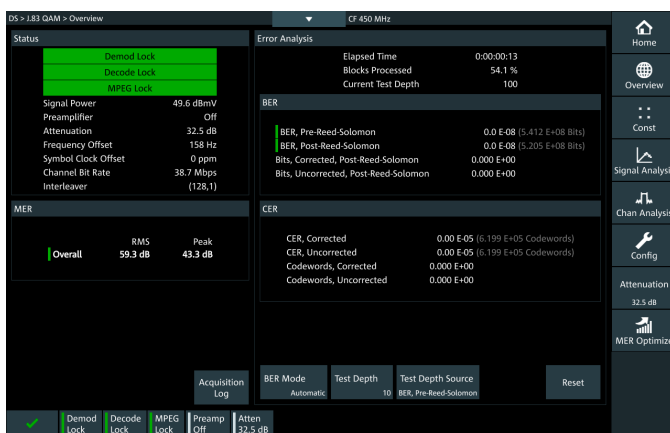 DS > J.83 QAM > Overview
CF 450 MHz
Status
Demod Lock
Decode Lock
MPEG Lock
Signal Power 49.6 dBmV
Preamplifier Off
Attenuation 32.5 dB
Frequency Offset 158 Hz
Symbol Clock Offset 0 ppm
Channel Bit Rate 38.7 Mbps
Interleaver (128,1)
MER
RMS Peak
Overall 59.3 dB 43.3 dB
Acquisition
Log
Error Analysis
Elapsed Time 0:00:00:13
Blocks Processed 54.1 %
Current Test Depth 100
BER
BER, Pre-Reed-Solomon 0.0 E-08 (5.412 E+08 Bits)
BER, Post-Reed-Solomon 0.0 E-08 (5.205 E+08 Bits)
Bits, Corrected, Post-Reed-Solomon 0.000 E+00
Bits, Uncorrected, Post-Reed-Solomon 0.000 E+00
CER
CER, Corrected 0.00 E-05 (6.199 E+05 Codewords)
CER, Uncorrected 0.00 E-05 (6.199 E+05 Codewords)
Codewords, Corrected 0.000 E+00
Codewords, Uncorrected 0.000 E+00
BER Mode
Automatic
Test Depth
10
Test Depth Source
BER, Pre-Reed-Solomon
Reset
Home
Overview
Const
Signal Analysi
Chan Analysis
Config
Attenuation
32.5 dB
MER Optimize
Demod
Lock
Decode
Lock
MPEG
Lock
Preamp
Off
Atten
32.5 dB